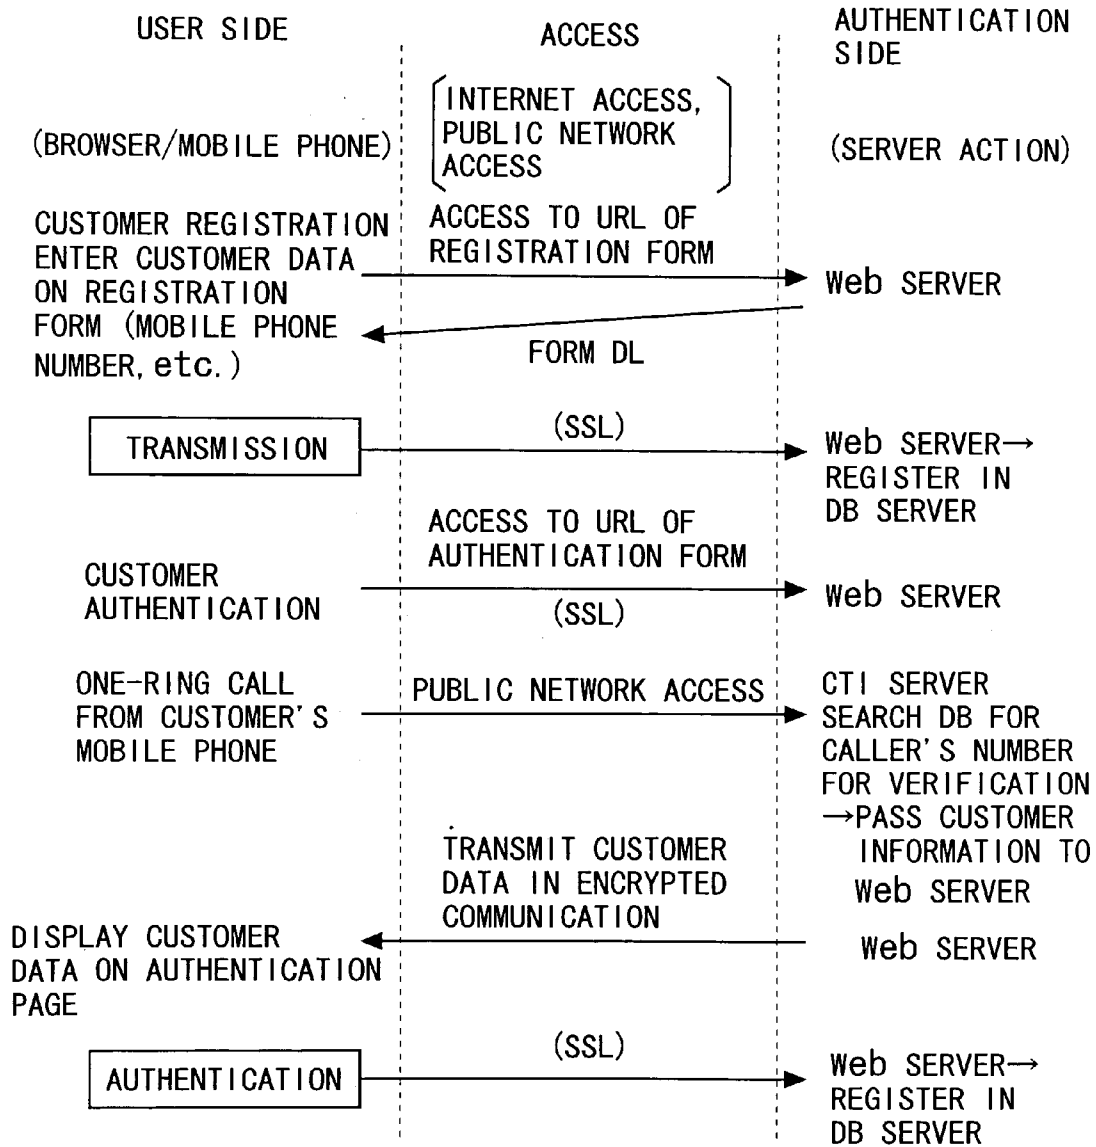 USER SIDE
ACCESS
AUTHENTICATION
SIDE
(BROWSER/MOBILE PHONE)
INTERNET ACCESS,
PUBLIC NETWORK
ACCESS
(SERVER ACTION)
CUSTOMER REGISTRATION
ENTER CUSTOMER DATA
ON REGISTRATION
FORM (MOBILE PHONE
NUMBER, etc.)
ACCESS TO URL OF
REGISTRATION FORM
Web SERVER
FORM DL
TRANSMISSION
(SSL)
Web SERVER→
REGISTER IN
DB SERVER
ACCESS TO URL OF
AUTHENTICATION FORM
CUSTOMER
AUTHENTICATION
(SSL)
Web SERVER
ONE-RING CALL
FROM CUSTOMER'S
MOBILE PHONE
PUBLIC NETWORK ACCESS
CTI SERVER
SEARCH DB FOR
CALLER'S NUMBER
FOR VERIFICATION
→PASS CUSTOMER
INFORMATION TO
Web SERVER
TRANSMIT CUSTOMER
DATA IN ENCRYPTED
COMMUNICATION
Web SERVER
DISPLAY CUSTOMER
DATA ON AUTHENTICATION
PAGE
AUTHENTICATION
(SSL)
Web SERVER→
REGISTER IN
DB SERVER